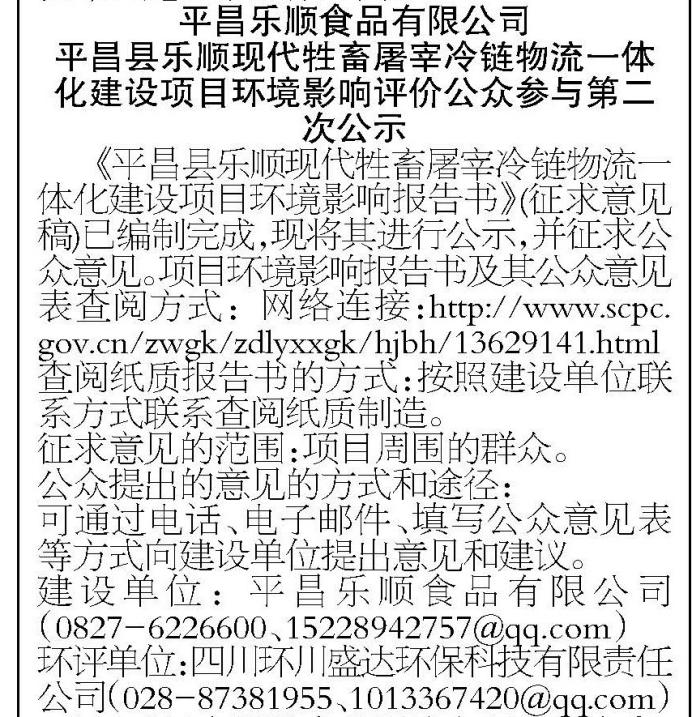 平昌乐顺食品有限公司
平昌县乐顺现代牲畜屠宰冷链物流一体
化建设项目环境影响评价公众参与第二
次公示
《平昌县乐顺现代牲畜屠宰冷链物流一
体化建设项目环境影响报告书》(征求意见
稿)已编制完成,现将其进行公示,并征求公
众意见。项目环境影响报告书及其公众意见
表查阅方式：网络连接:http://www.scpc.
gov.cn/zwgk/zdlyxxgk/hjbh/13629141.html
查阅纸质报告书的方式:按照建设单位联
系方式联系查阅纸质制造。
征求意见的范围:项目周围的群众。
公众提出的意见的方式和途径:
可通过电话、电子邮件、填写公众意见表
等方式向建设单位提出意见和建议。
建设单位：平昌乐顺食品有限公司
(0827-6226600、15228942757@qq.com)
环评单位:四川环川盛达环保科技有限责任
公司(028-87381955、1013367420@qq.com)